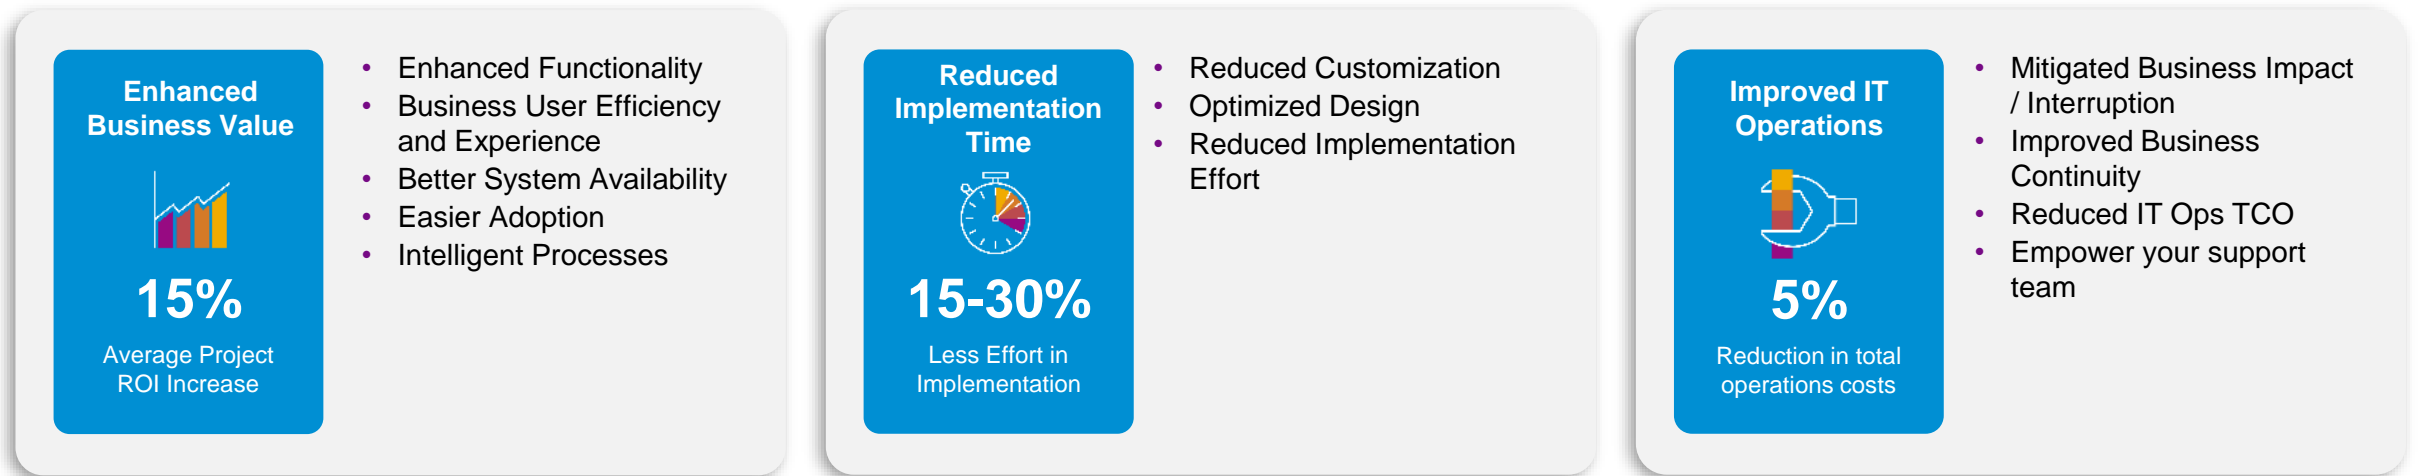 Enhanced
Business Value
15%
Average Project
ROI Increase
• Enhanced Functionality
• Business User Efficiency
and Experience
• Better System Availability
• Easier Adoption
• Intelligent Processes
Reduced
Implementation
Time
15-30%
Less Effort in
Implementation
• Reduced Customization
• Optimized Design
• Reduced Implementation
Effort
Improved IT
Operations
5%
Reduction in total
operations costs
• Mitigated Business Impact
/ Interruption
• Improved Business
Continuity
• Reduced IT Ops TCO
• Empower your support
team